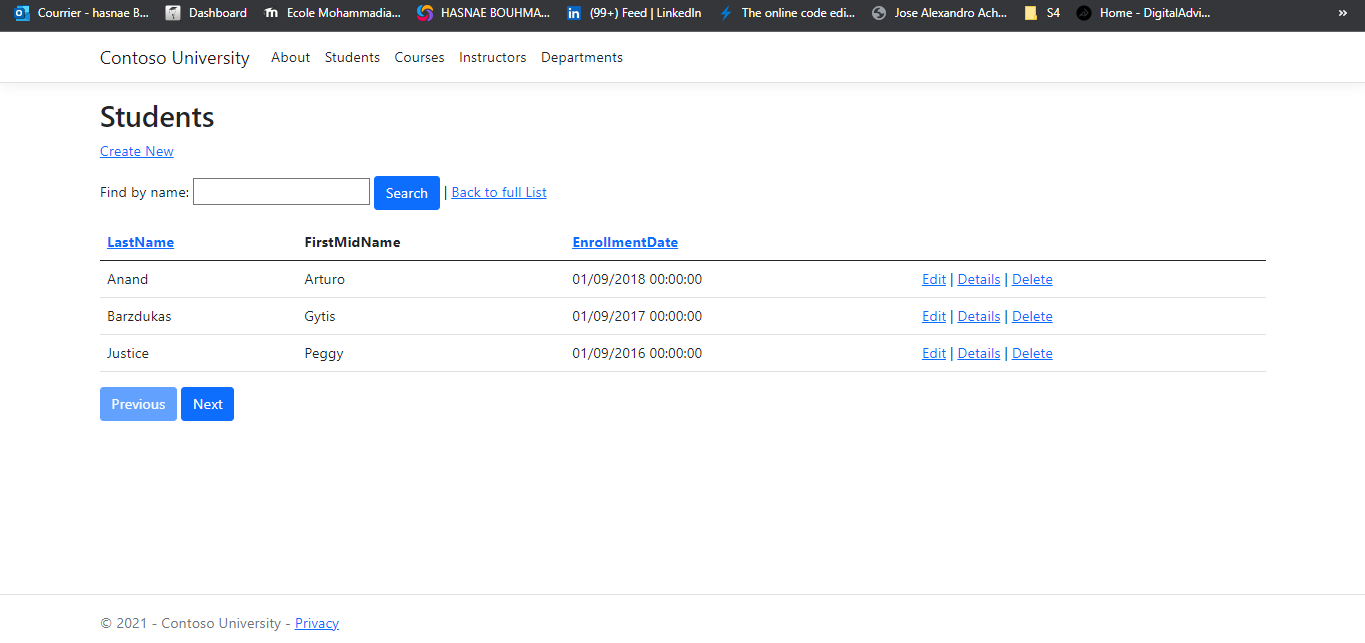 Courrier - hasnae B... Dashboard Ecole Mohammadia... HASNAE BOUHMA... (99+) Feed | LinkedIn The online code edi... Jose Alexandro Ach... S4 Home - DigitalAdvi... »
Contoso University About Students Courses Instructors Departments
Students
Create New
Find by name: Search | Back to full List
LastName FirstMidName EnrollmentDate
Anand Arturo 01/09/2018 00:00:00 Edit | Details | Delete
Barzdukas Gytis 01/09/2017 00:00:00 Edit | Details | Delete
Justice Peggy 01/09/2016 00:00:00 Edit | Details | Delete
Previous Next
© 2021 - Contoso University - Privacy